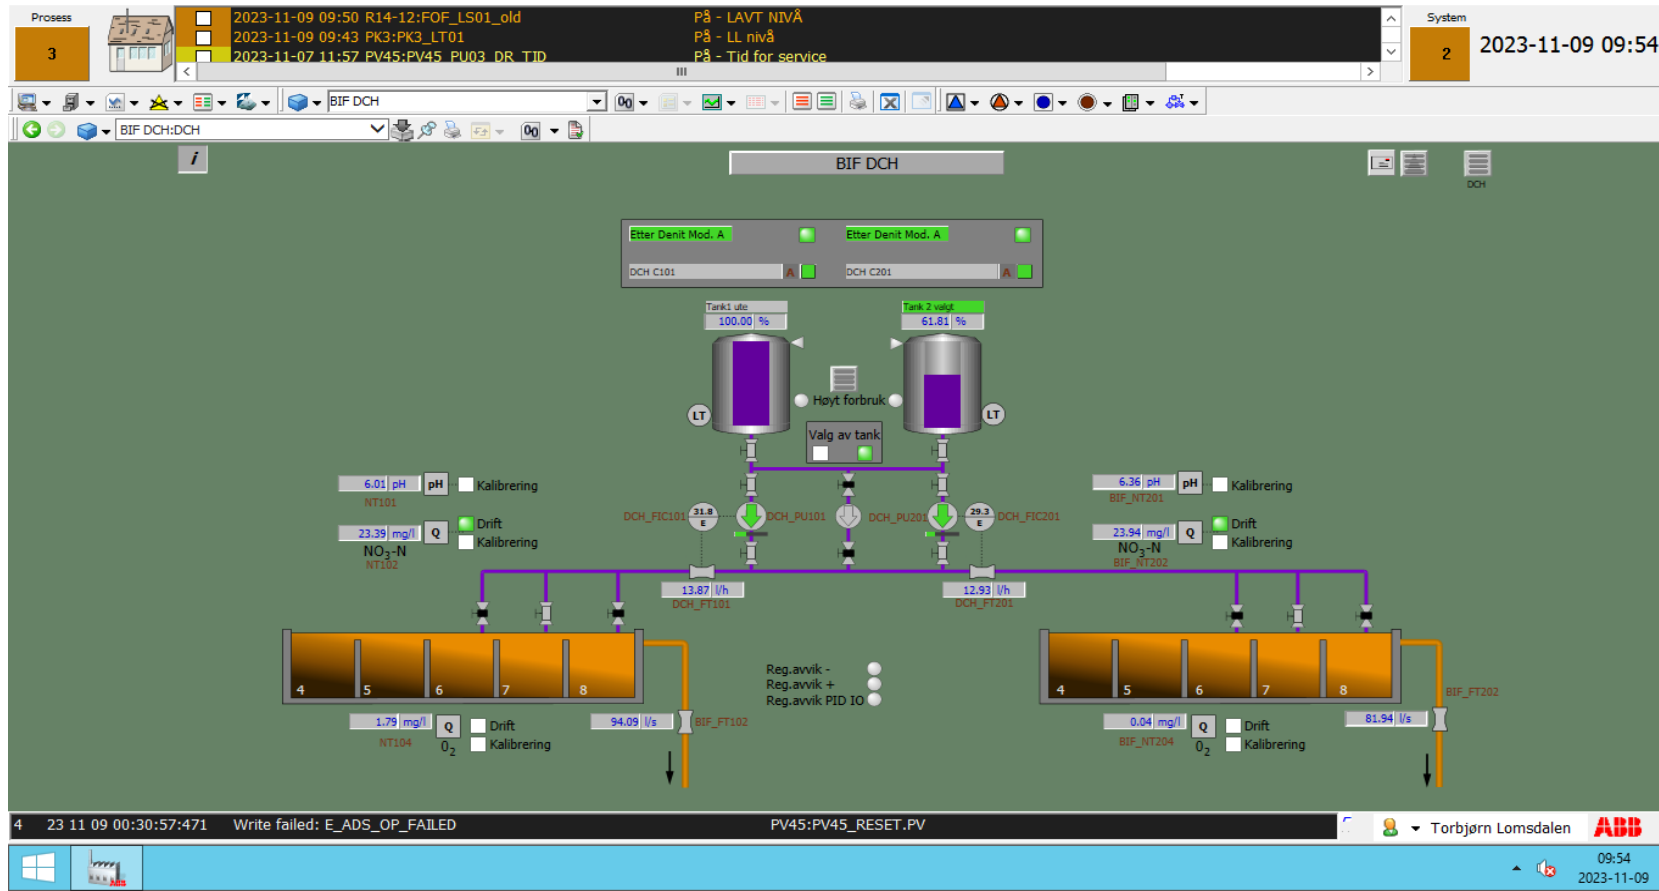 Prosess
3
2023-11-09 09:50 R14-12:FOF_LS01_old På - LAVT NIVÅ
2023-11-09 09:43 PK3:PK3_LT01 På - LL nivå
2023-11-07 11:57 PV45:PV45_PU03_DR_TID På - Tid for service
System
2
2023-11-09 09:54
BIF DCH
BIF DCH:DCH
i
BIF DCH
DCH
Etter Denit Mod. A Etter Denit Mod. A
DCH C101 A DCH C201 A
Tank1 ute Tank 2 valgt
100.00 % 61.81 %
Høyt forbruk
LT LT
Valg av tank
6.01 pH pH Kalibrering
NT101
23.39 mg/l Q Drift
Kalibrering
NO3-N
NT102
DCH_FIC101 31.8 E DCH_PU101 DCH_PU201 29.3 E DCH_FIC201
6.36 pH pH Kalibrering
BIF_NT201
23.94 mg/l Q Drift
Kalibrering
NO3-N
BIF_NT202
13.87 l/h 12.93 l/h
DCH_FT101 DCH_FT201
4 5 6 7 8
4 5 6 7 8
Reg.avvik -
Reg.avvik +
Reg.avvik PID IO
1.79 mg/l Q Drift
NT104 O2 Kalibrering
94.09 l/s BIF_FT102
0.04 mg/l Q Drift
BIF_NT204 O2 Kalibrering
BIF_FT202
81.94 l/s
4 23 11 09 00:30:57:471 Write failed: E_ADS_OP_FAILED PV45:PV45_RESET.PV
Torbjørn Lomsdalen ABB
ABB
09:54
2023-11-09